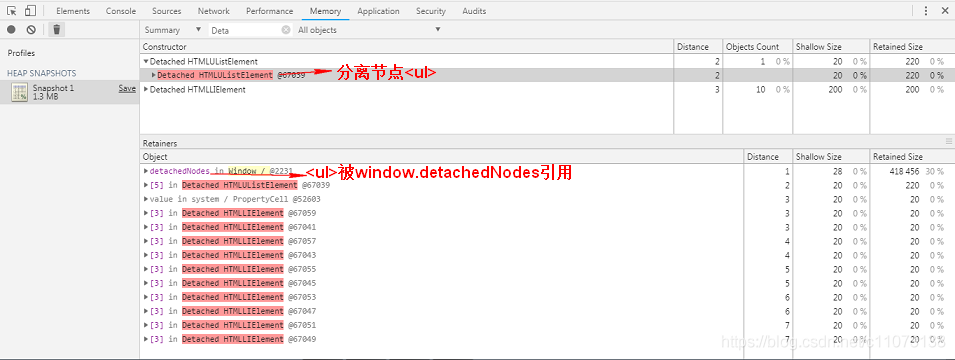 Elements Console Sources Network Performance Memory Application Security Audits
Summary Deta All objects
Profiles
HEAP SNAPSHOTS
Snapshot 1 Save
1.3 MB
Constructor Distance Objects Count Shallow Size Retained Size
Detached HTMLUListElement 2 1 0 % 20 0 % 220 0 %
Detached HTMLUListElement @67039 2 20 0 % 220 0 %
分离节点<ul>
Detached HTMLLIElement 3 10 0 % 200 0 % 200 0 %
Retainers
Object Distance Shallow Size Retained Size
detachedNodes in Window / @2231 1 28 0 % 418 456 30 %
<ul>被window.detachedNodes引用
[5] in Detached HTMLUListElement @67039 2 20 0 % 220 0 %
value in system / PropertyCell @52603 3 20 0 % 20 0 %
[3] in Detached HTMLLIElement @67059 3 20 0 % 20 0 %
[3] in Detached HTMLLIElement @67041 3 20 0 % 20 0 %
[3] in Detached HTMLLIElement @67057 4 20 0 % 20 0 %
[3] in Detached HTMLLIElement @67043 4 20 0 % 20 0 %
[3] in Detached HTMLLIElement @67055 5 20 0 % 20 0 %
[3] in Detached HTMLLIElement @67045 5 20 0 % 20 0 %
[3] in Detached HTMLLIElement @67053 6 20 0 % 20 0 %
[3] in Detached HTMLLIElement @67047 6 20 0 % 20 0 %
[3] in Detached HTMLLIElement @67051 7 20 0 % 20 0 %
[3] in Detached HTMLLIElement @67049 7 20 0 % 20 0 %